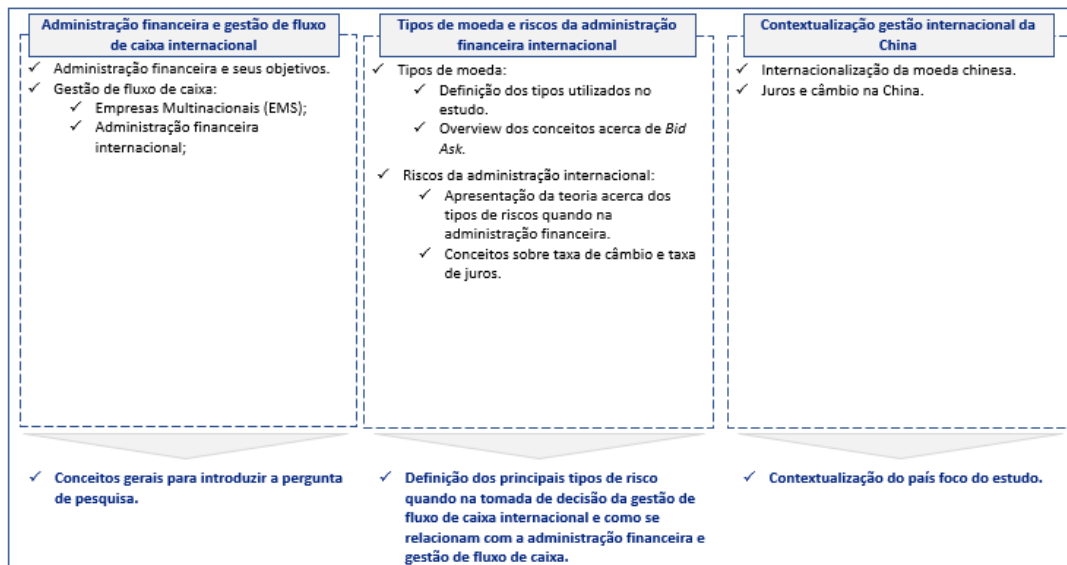 Administração financeira e gestão de fluxo
de caixa internacional
✓ Administração financeira e seus objetivos.
✓ Gestão de fluxo de caixa:
✓ Empresas Multinacionais (EMS);
✓ Administração financeira
internacional;
✓ Conceitos gerais para introduzir a pergunta
de pesquisa.
Tipos de moeda e riscos da administração
financeira internacional
✓ Tipos de moeda:
✓ Definição dos tipos utilizados no
estudo.
✓ Overview dos conceitos acerca de Bid
Ask.
✓ Riscos da administração internacional:
✓ Apresentação da teoria acerca dos
tipos de riscos quando na
administração financeira.
✓ Conceitos sobre taxa de câmbio e taxa
de juros.
✓ Definição dos principais tipos de risco
quando na tomada de decisão da gestão de
fluxo de caixa internacional e como se
relacionam com a administração financeira e
gestão de fluxo de caixa.
Contextualização gestão internacional da
China
✓ Internacionalização da moeda chinesa.
✓ Juros e câmbio na China.
✓ Contextualização do país foco do estudo.